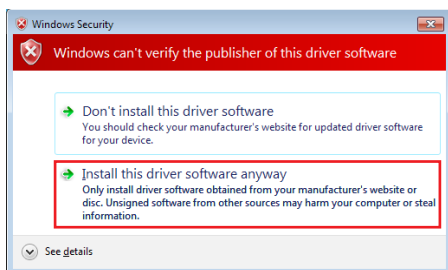 Windows Security
Windows can't verify the publisher of this driver software
Don't install this driver software
You should check your manufacturer's website for updated driver software
for your device.
Install this driver software anyway
Only install driver software obtained from your manufacturer's website or
disc. Unsigned software from other sources may harm your computer or steal
information.
See details